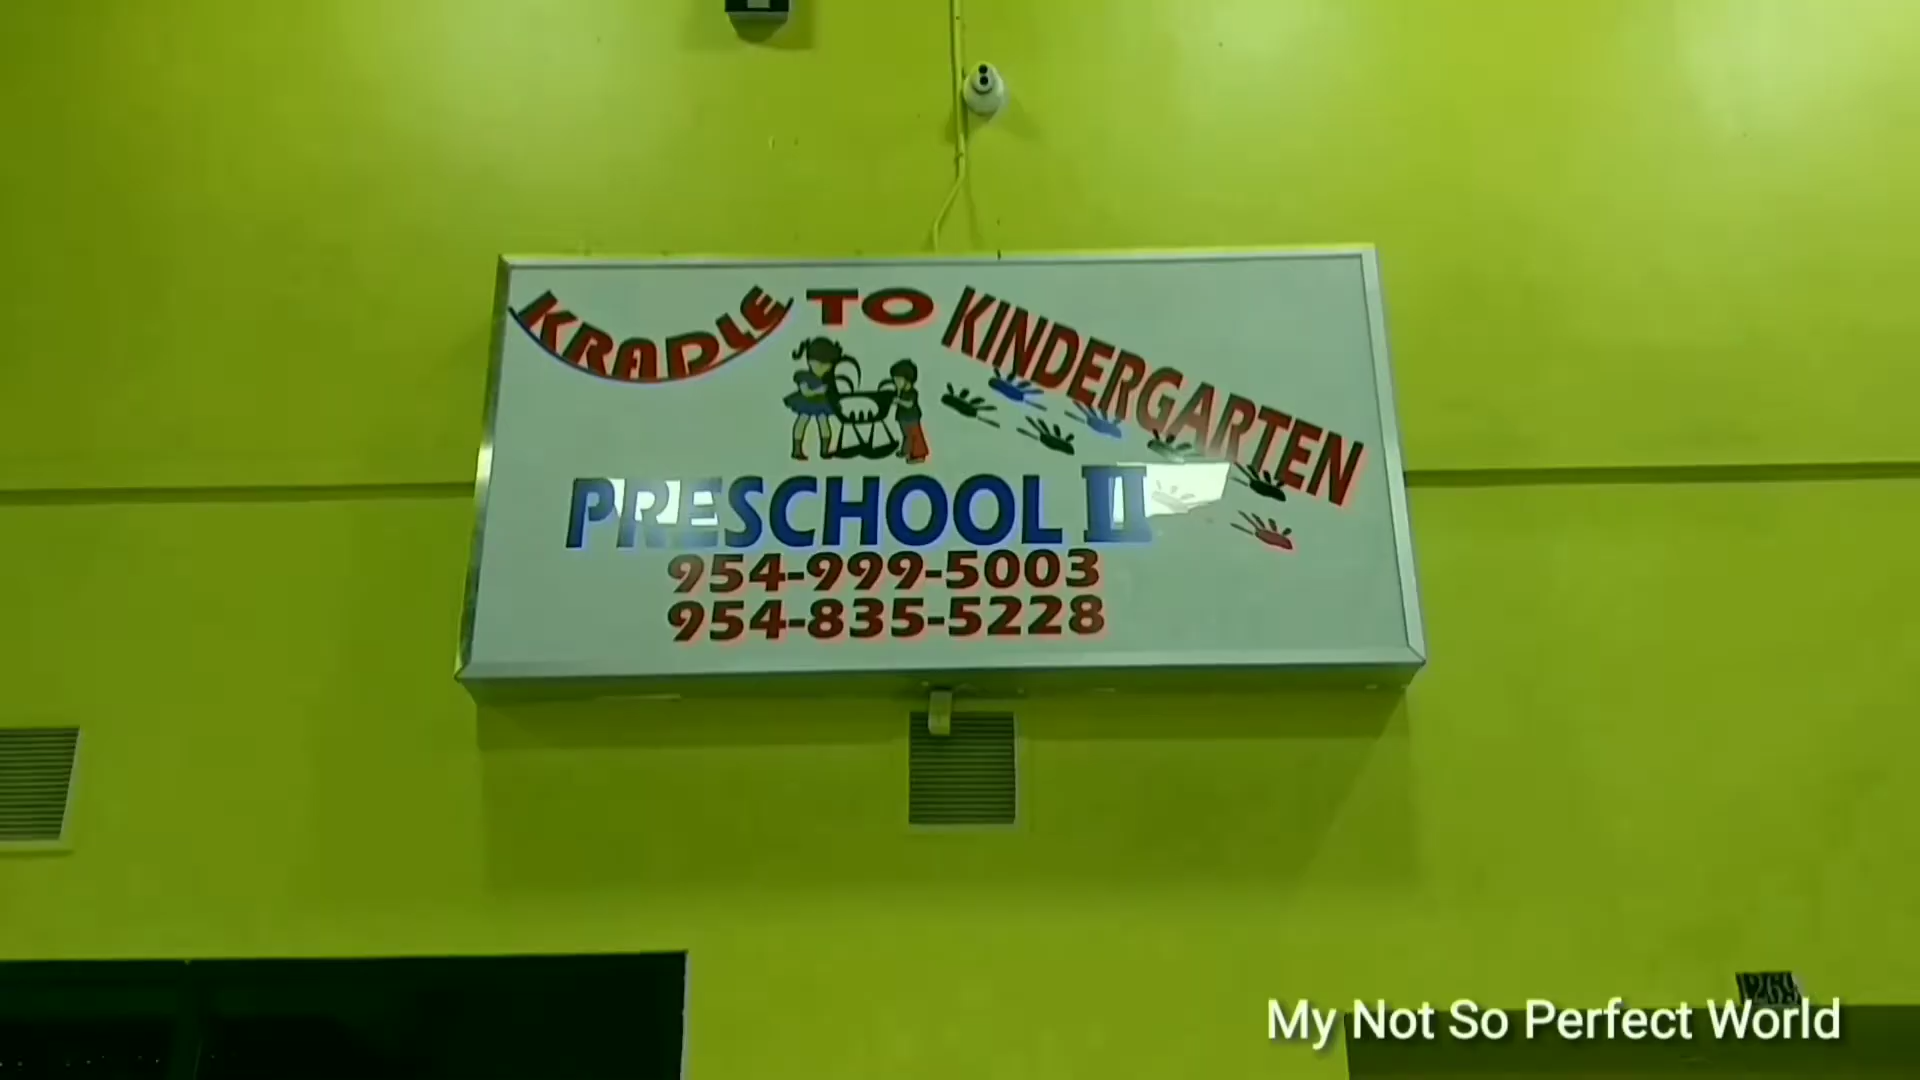 KRADLE TO KINDERGARTEN
PRESCHOOL II
954-999-5003
954-835-5228
My Not So Perfect World